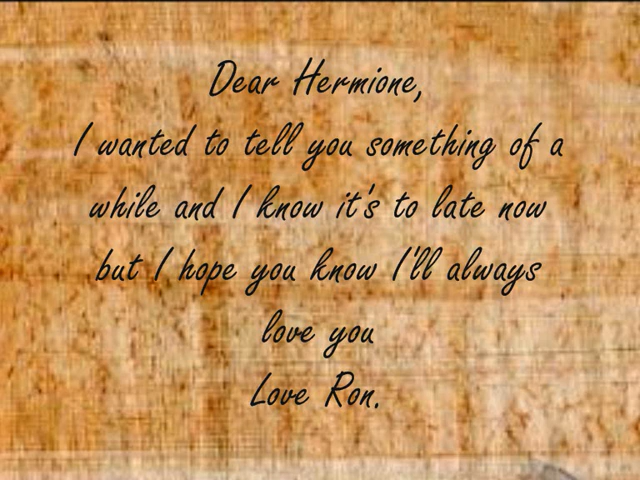 Dear Hermione,
I wanted to tell you something of a
while and I know it's to late now
but I hope you know I'll always
love you
Love Ron.